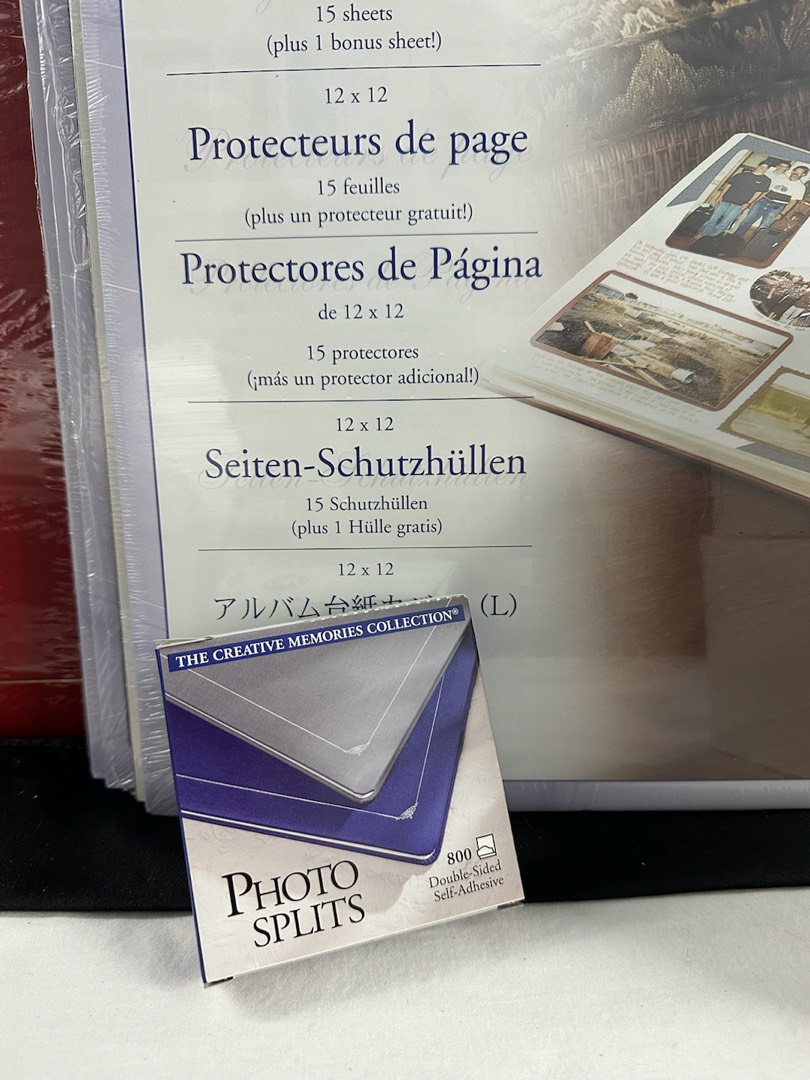 15 sheets
(plus 1 bonus sheet!)
12 x 12
Protecteurs de page
15 feuilles
(plus un protecteur gratuit!)
Protectores de Página
de 12 x 12
15 protectores
(¡más un protector adicional!)
12 x 12
Seiten-Schutzhüllen
15 Schutzhüllen
(plus 1 Hülle gratis)
12 x 12
アルバム台紙カバー (L)
THE CREATIVE MEMORIES COLLECTION®
PHOTO
SPLITS
800
Double-Sided
Self-Adhesive